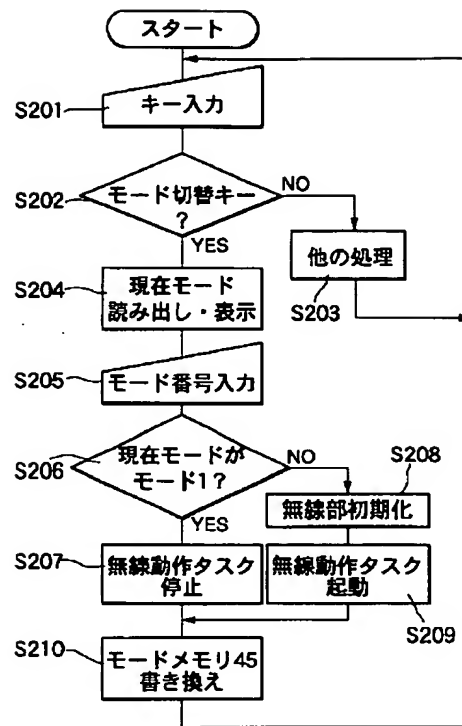 スタート
S201
キー入力
S202
モード切替キー
?
NO
YES
他の処理
S203
S204
現在モード
読み出し・表示
S205
モード番号入力
S206
現在モードが
モード1?
NO
YES
S208
無線部初期化
S207
無線動作タスク
停止
無線動作タスク
起動
S209
S210
モードメモリ45
書き換え